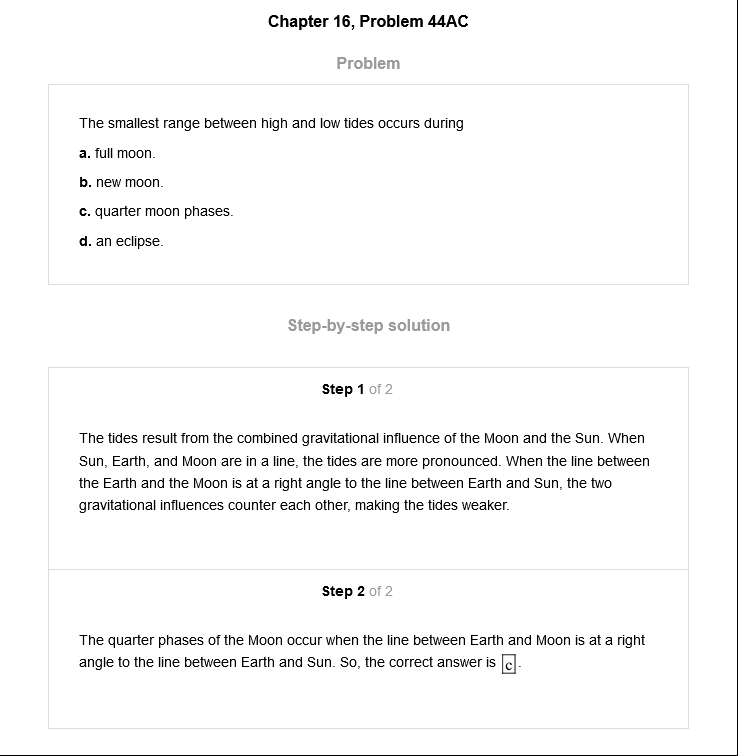 Chapter 16, Problem 44AC
Problem
The smallest range between high and low tides occurs during
a. full moon.
b. new moon.
c. quarter moon phases.
d. an eclipse.
Step-by-step solution
Step 1 of 2
The tides result from the combined gravitational influence of the Moon and the Sun. When
Sun, Earth, and Moon are in a line, the tides are more pronounced. When the line between
the Earth and the Moon is at a right angle to the line between Earth and Sun, the two
gravitational influences counter each other, making the tides weaker.
Step 2 of 2
The quarter phases of the Moon occur when the line between Earth and Moon is at a right
angle to the line between Earth and Sun. So, the correct answer is c.